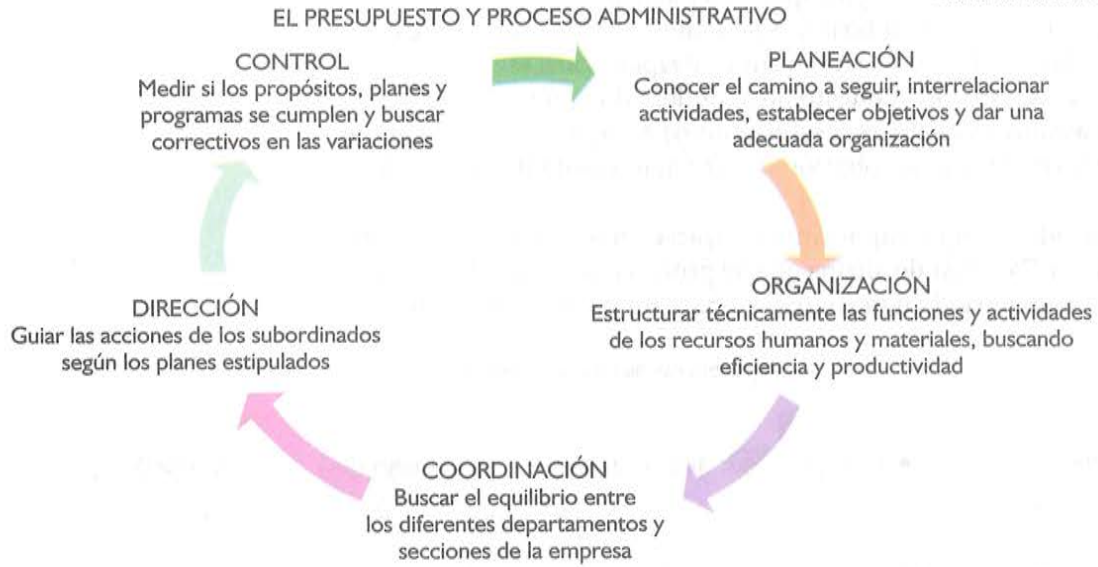 EL PRESUPUESTO Y PROCESO ADMINISTRATIVO
CONTROL
Medir si los propósitos, planes y
programas se cumplen y buscar
correctivos en las variaciones
PLANEACIÓN
Conocer el camino a seguir, interrelacionar
actividades, establecer objetivos y dar una
adecuada organización
ORGANIZACIÓN
Estructurar técnicamente las funciones y actividades
de los recursos humanos y materiales, buscando
eficiencia y productividad
COORDINACIÓN
Buscar el equilibrio entre
los diferentes departamentos y
secciones de la empresa
DIRECCIÓN
Guiar las acciones de los subordinados
según los planes estipulados